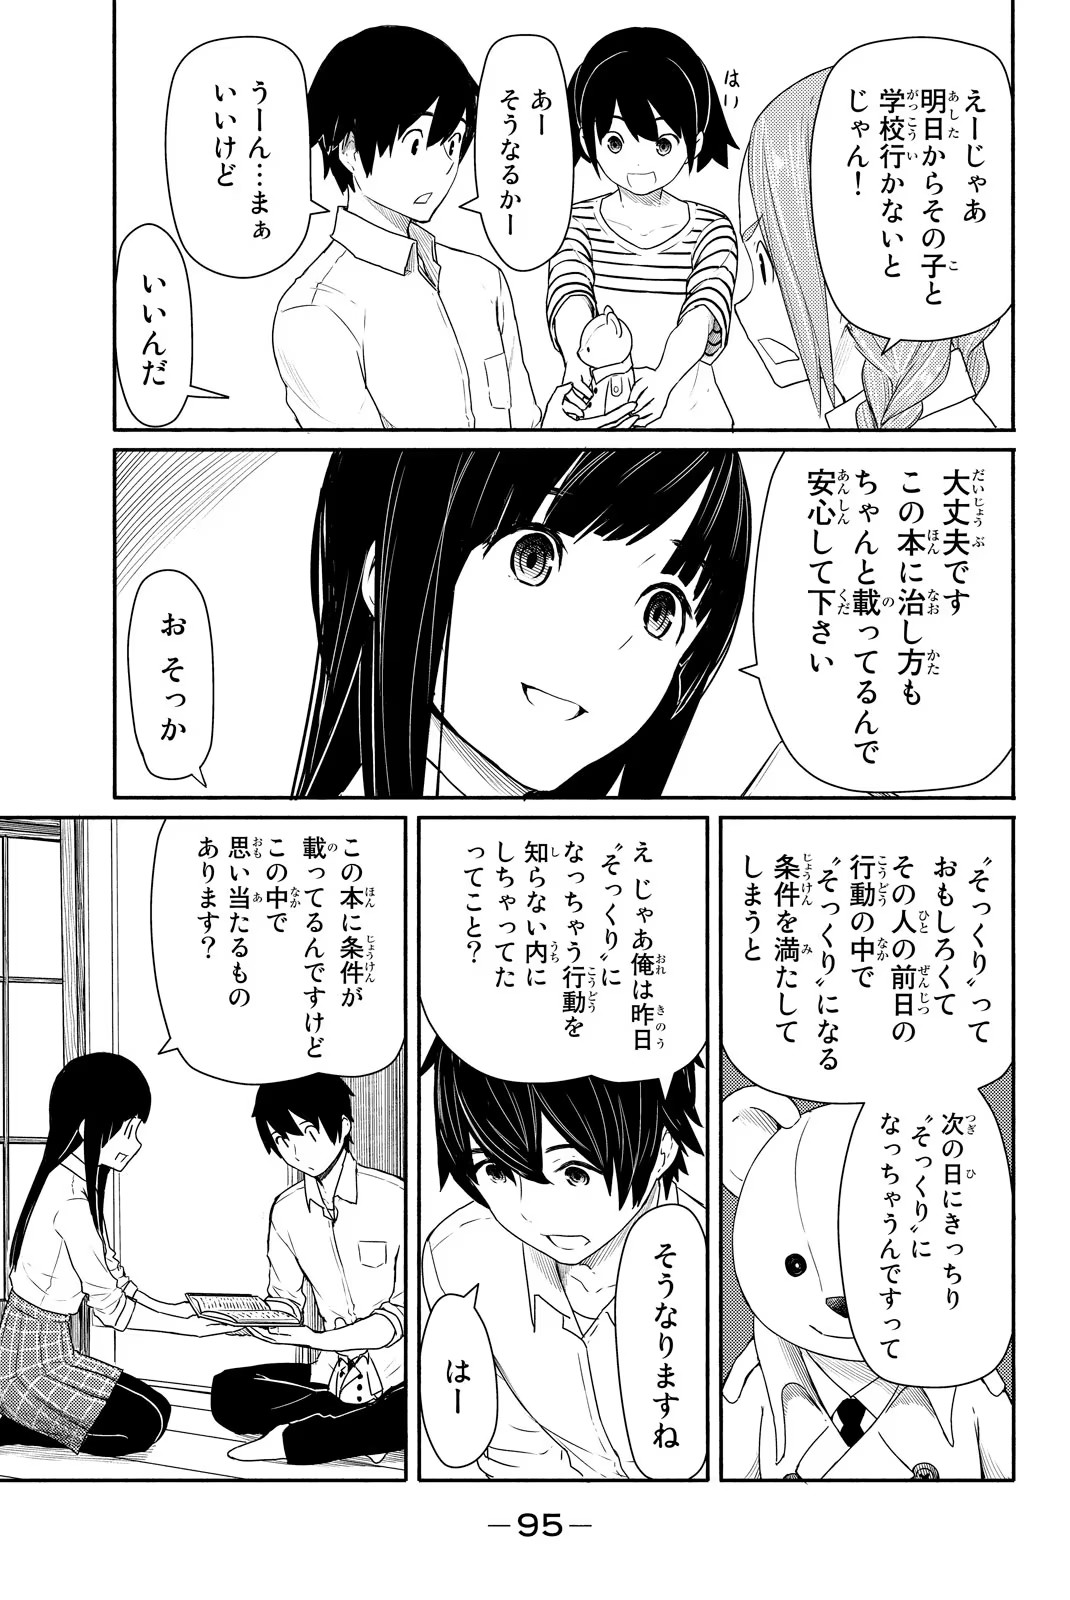 えーじゃあ
明日からその子と
学校行かないと
じゃん!
はい
あー
そうなるかー
うーん…まぁ
いいけど
いいんだ
大丈夫です
この本に治し方も
ちゃんと載ってるんで
安心して下さい
お そっか
〝そっくり〟って
おもしろくて
その人の前日の
行動の中で
〝そっくり〟になる
条件を満たして
しまうと
次の日にきっちり
〝そっくり〟に
なっちゃうんですって
え じゃあ俺は昨日
〝そっくり〟に
なっちゃう行動を
知らない内に
しちゃってた
ってこと?
そうなりますね
はー
この本に条件が
載ってるんですけど
この中で
思い当たるもの
あります?
—95—